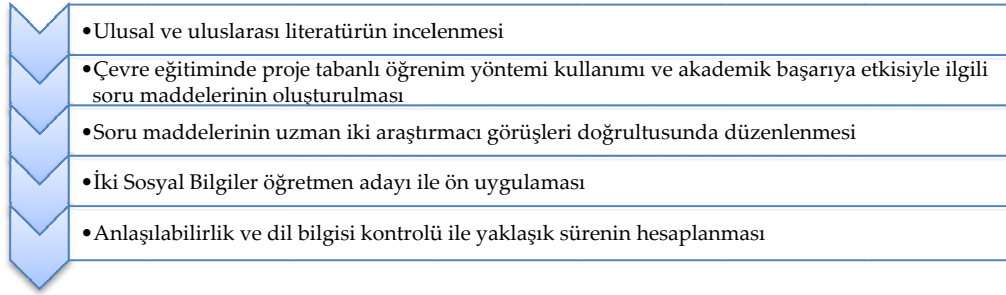 •Ulusal ve uluslarası literatürün incelenmesi
•Çevre eğitiminde proje tabanlı öğrenim yöntemi kullanımı ve akademik başarıya etkisiyle ilgili
soru maddelerinin oluşturulması
•Soru maddelerinin uzman iki araştırmacı görüşleri doğrultusunda düzenlenmesi
•İki Sosyal Bilgiler öğretmen adayı ile ön uygulaması
•Anlaşılabilirlik ve dil bilgisi kontrolü ile yaklaşık sürenin hesaplanması